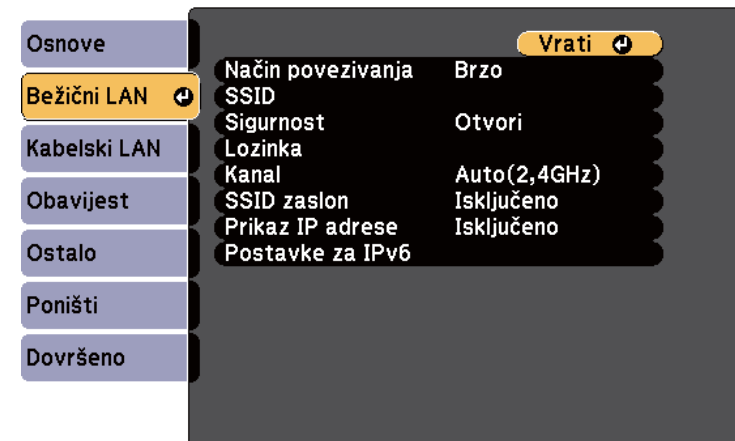 Osnove
Bežični LAN
Kabelski LAN
Obavijest
Ostalo
Poništi
Dovršeno
Vrati
Način povezivanja Brzo
SSID
Sigurnost Otvori
Lozinka
Kanal Auto(2,4GHz)
SSID zaslon Isključeno
Prikaz IP adrese Isključeno
Postavke za IPv6